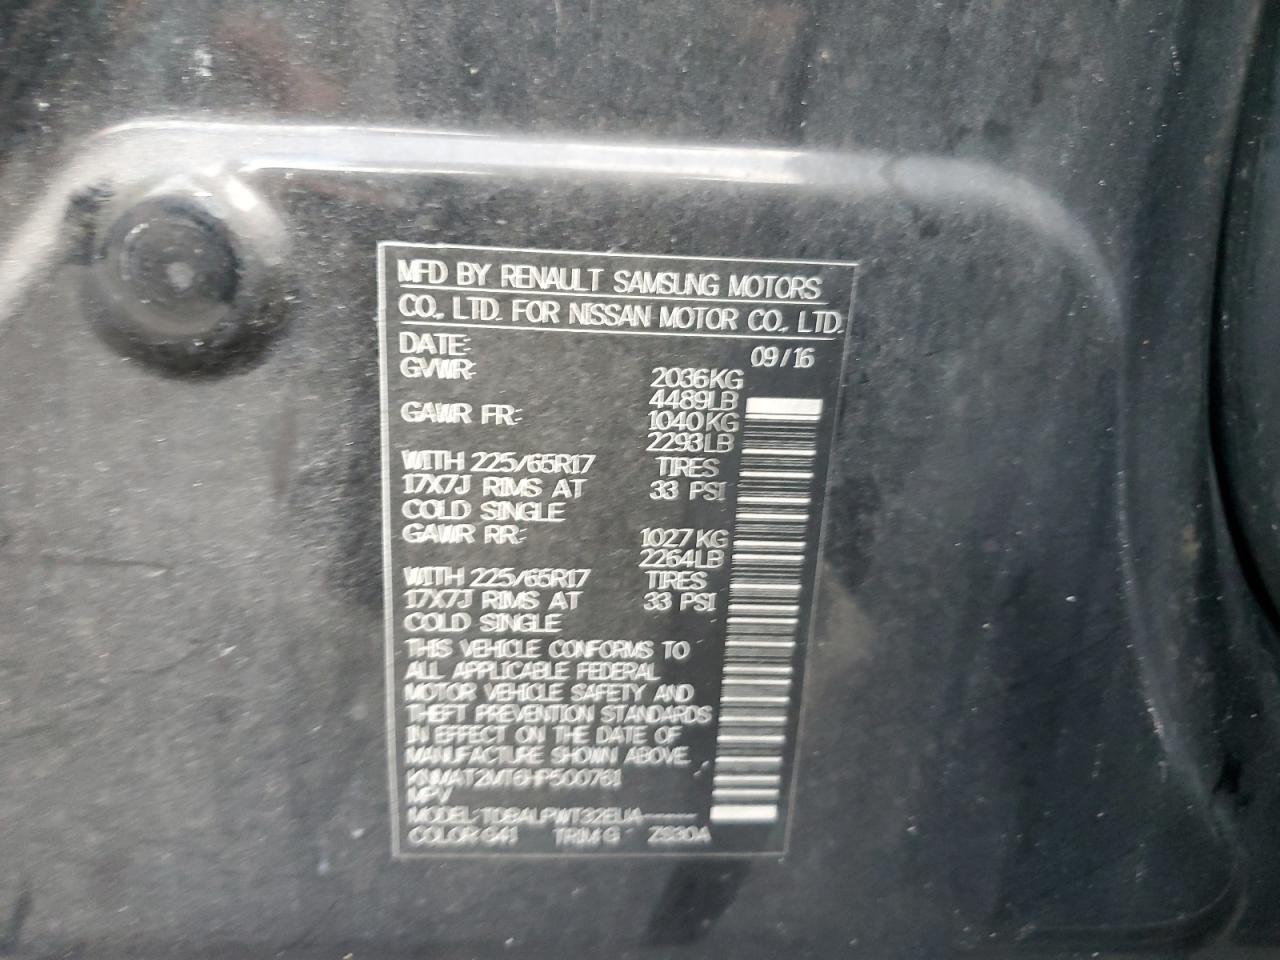 MFD BY RENAULT SAMSUNG MOTORS
CO., LTD. FOR NISSAN MOTOR CO., LTD.
DATE: 09/16
GVWR: 2036KG
4489LB
GAWR FR: 1040KG
2293LB
WITH 225/65R17 TIRES
17X7J RIMS AT 33 PSI
COLD SINGLE
GAWR RR: 1027KG
2264LB
WITH 225/65R17 TIRES
17X7J RIMS AT 33 PSI
COLD SINGLE
THIS VEHICLE CONFORMS TO
ALL APPLICABLE FEDERAL
MOTOR VEHICLE SAFETY AND
THEFT PREVENTION STANDARDS
IN EFFECT ON THE DATE OF
MANUFACTURE SHOWN ABOVE.
KNMAT2MT6HP500761
MPV
MODEL:
COLOR: G41 TRIM: G